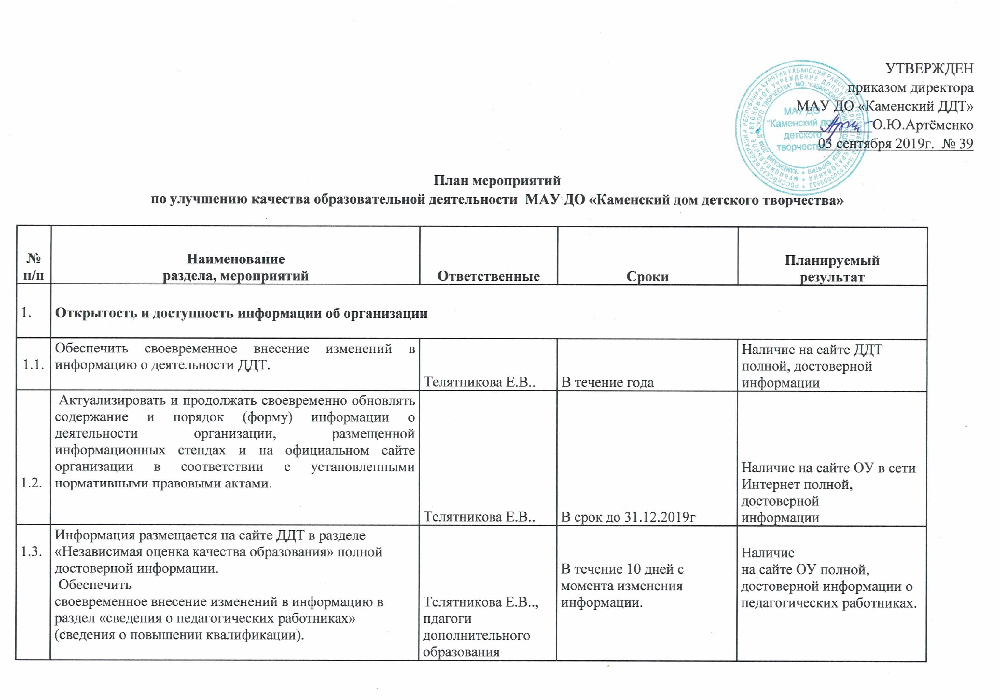 УТВЕРЖДЕН
приказом директора
МАУ ДО «Каменский ДДТ»
О.Ю.Артёменко
03 сентября 2019г. № 39
МАУ ДО
"Каменский дом
детского
творчества
План мероприятий
по улучшению качества образовательной деятельности МАУ ДО «Каменский дом детского творчества»
№
п/п
Наименование
раздела, мероприятий
Ответственные
Сроки
Планируемый
результат
1.
Открытость и доступность информации об организации
1.1.
Обеспечить своевременное внесение изменений в
информацию о деятельности ДДТ.
Телятникова Е.В..
В течение года
Наличие на сайте ДДТ
полной, достоверной
информации
1.2.
Актуализировать и продолжать своевременно обновлять
содержание и порядок (форму) информации о
деятельности организации, размещенной
информационных стендах и на официальном сайте
организации в соответствии с установленными
нормативными правовыми актами.
Телятникова Е.В..
В срок до 31.12.2019г
Наличие на сайте ОУ в сети
Интернет полной,
достоверной
информации
1.3.
Информация размещается на сайте ДДТ в разделе
«Независимая оценка качества образования» полной
достоверной информации.
Обеспечить
своевременное внесение изменений в информацию в
раздел «сведения о педагогических работниках»
(сведения о повышении квалификации).
Телятникова Е.В..,
пдагоги
дополнительного
образования
В течение 10 дней с
момента изменения
информации.
Наличие
на сайте ОУ полной,
достоверной информации о
педагогических работниках.